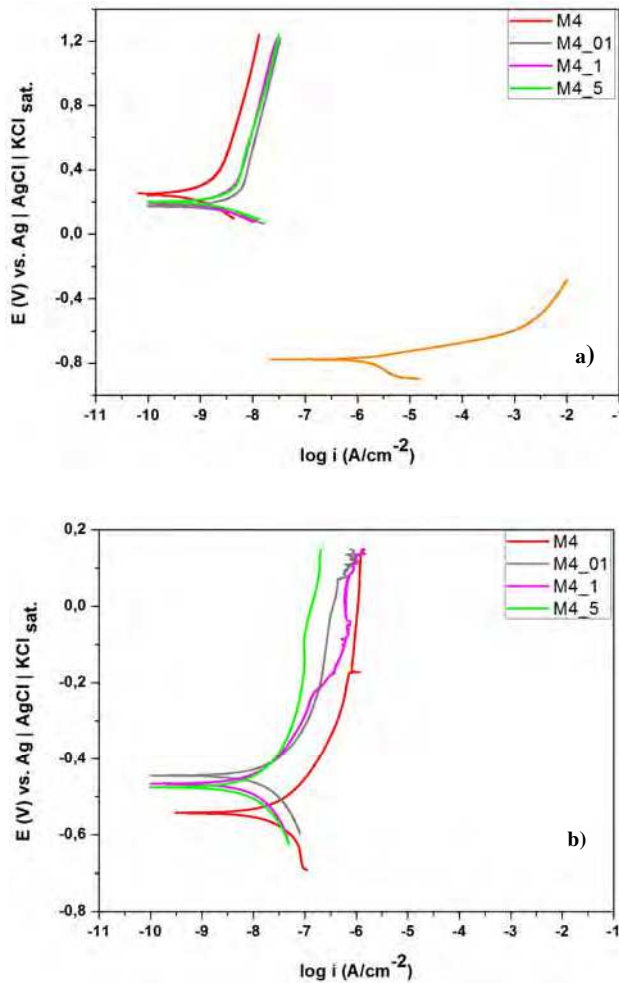 1,2
0,8
0,4
0,0
-0,4
-0,8
E (V) vs. Ag | AgCl | KCl sat.
M4
M4_01
M4_1
M4_5
a)
-11 -10 -9 -8 -7 -6 -5 -4 -3 -2 -1
log i (A/cm-2)
0,2
0,0
-0,2
-0,4
-0,6
-0,8
E (V) vs. Ag | AgCl | KCl sat.
M4
M4_01
M4_1
M4_5
b)
-11 -10 -9 -8 -7 -6 -5 -4 -3 -2 -1
log i (A/cm-2)